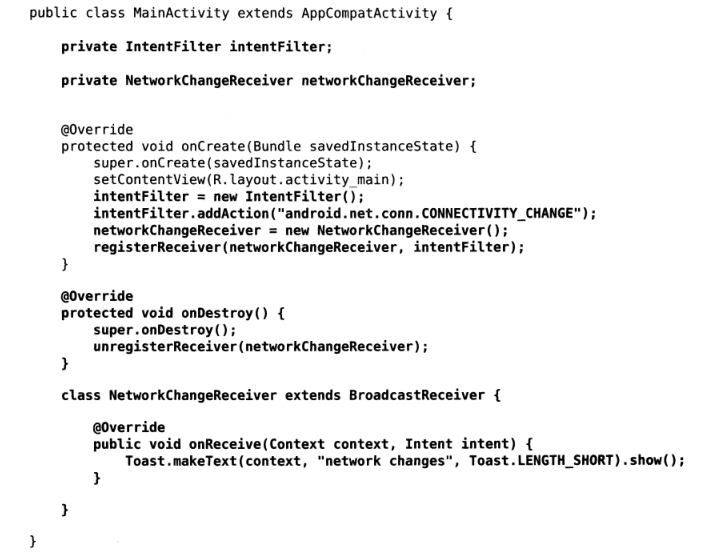 public class MainActivity extends AppCompatActivity {
private IntentFilter intentFilter;
private NetworkChangeReceiver networkChangeReceiver;
@Override
protected void onCreate(Bundle savedInstanceState) {
super.onCreate(savedInstanceState);
setContentView(R.layout.activity_main);
intentFilter = new IntentFilter();
intentFilter.addAction("android.net.conn.CONNECTIVITY_CHANGE");
networkChangeReceiver = new NetworkChangeReceiver();
registerReceiver(networkChangeReceiver, intentFilter);
}
@Override
protected void onDestroy() {
super.onDestroy();
unregisterReceiver(networkChangeReceiver);
}
class NetworkChangeReceiver extends BroadcastReceiver {
@Override
public void onReceive(Context context, Intent intent) {
Toast.makeText(context, "network changes", Toast.LENGTH_SHORT).show();
}
}
}